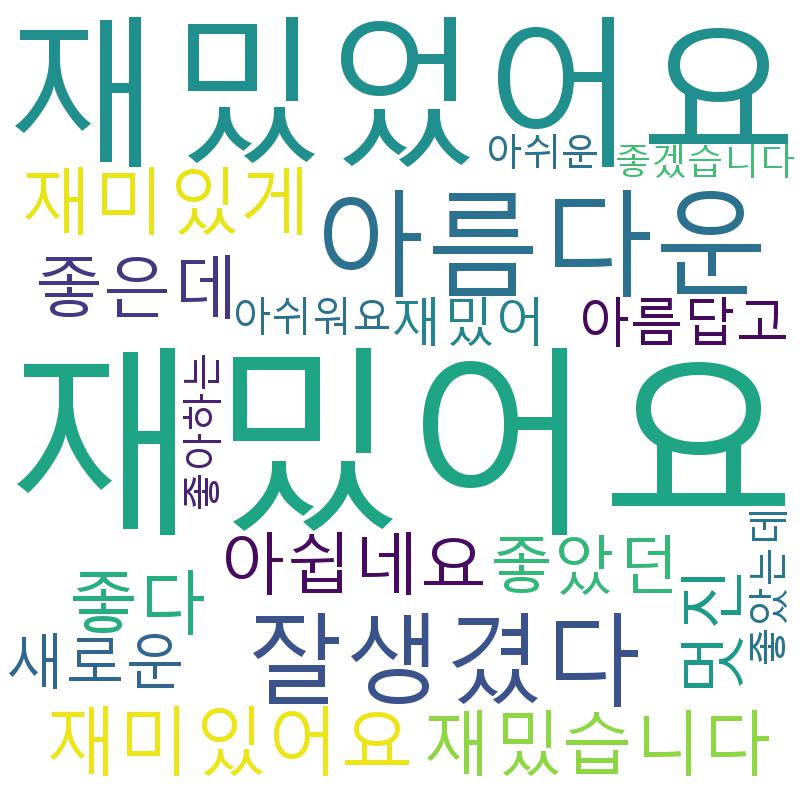 재밌었어요
아쉬운
좋겠습니다
재미있게
아름다운
좋은데
아쉬워요
재밌어
아름답고
재밌어요
좋아하는
아쉽네요
좋았던
좋았는데
좋다
멋진
새로운
잘생겼다
재미있어요
재밌습니다